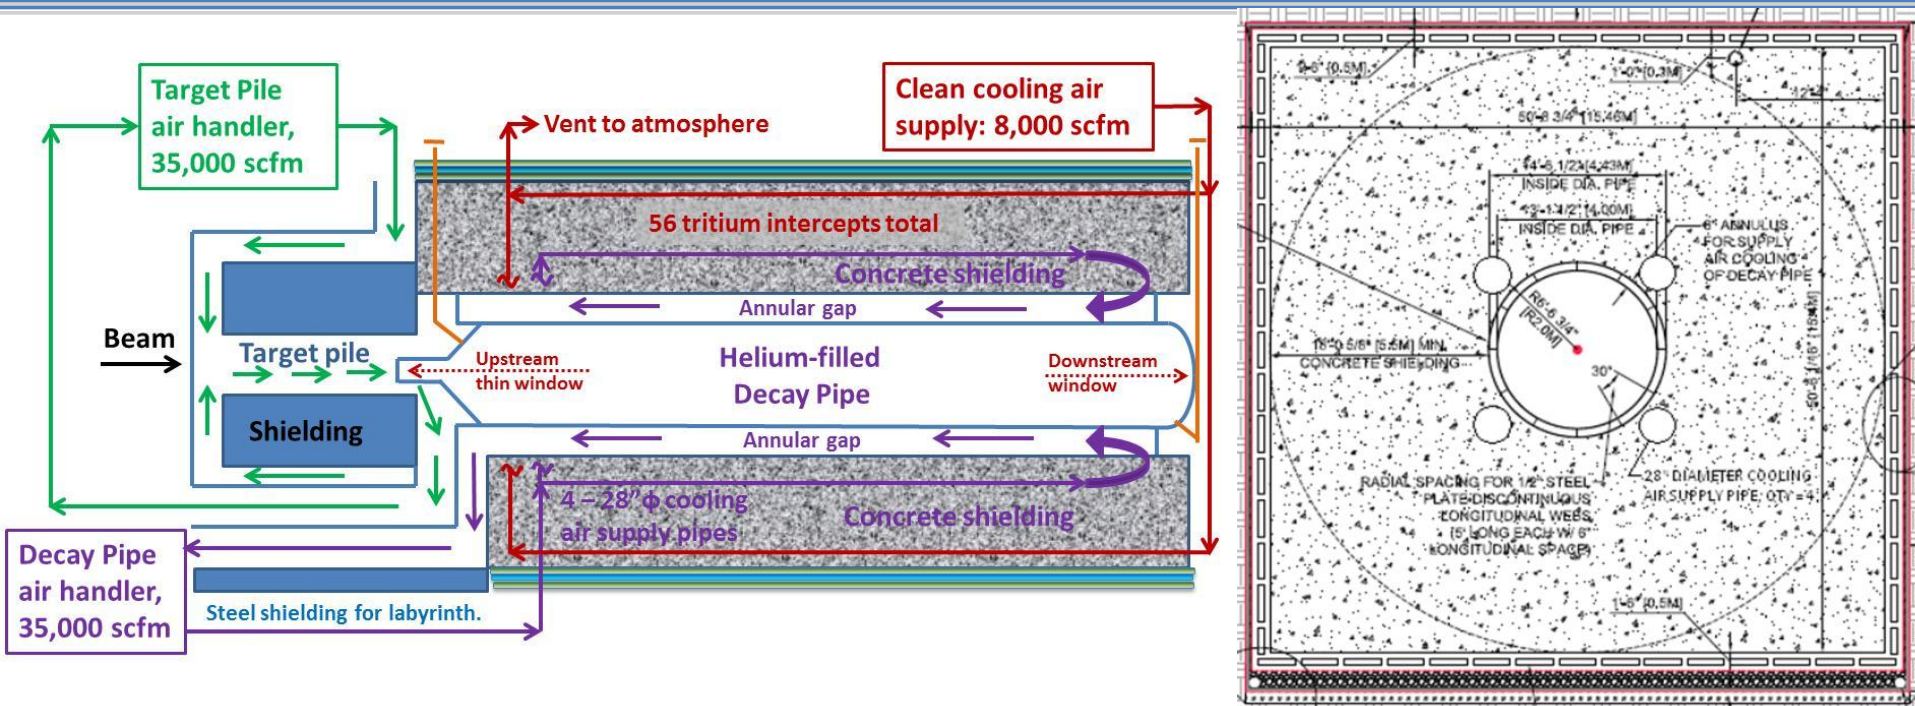 Target Pile
air handler,
35,000 scfm
Vent to atmosphere
Clean cooling air
supply: 8,000 scfm
56 tritium intercepts total
Concrete shielding
Annular gap
Beam
Target pile
Upstream
thin window
Helium-filled
Decay Pipe
Downstream
window
Shielding
Annular gap
4 – 28”ϕ cooling
air supply pipes
Concrete shielding
Decay Pipe
air handler,
35,000 scfm
Steel shielding for labyrinth.
1'-0" [0.3M]
50'-8 3/4" [15.46M]
14'-6 1/2" [4.43M]
INSIDE DIA. PIPE
13'-1 1/2" [4.00M]
INSIDE DIA. PIPE
8" ANNULUS
FOR SUPPLY
AIR COOLING
OF DECAY PIPE
R6'-6 3/4"
[R2.0M]
18'-0 5/8" [5.5M] MIN.
CONCRETE SHIELDING
30°
28" DIAMETER COOLING
AIR SUPPLY PIPE, QTY = 4
RADIAL SPACING FOR 1/2" STEEL
PLATE DISCONTINUOUS
LONGITUDINAL WEBS
(5' LONG EACH W/ 6"
LONGITUDINAL SPACE)
1'-6" [0.5M]